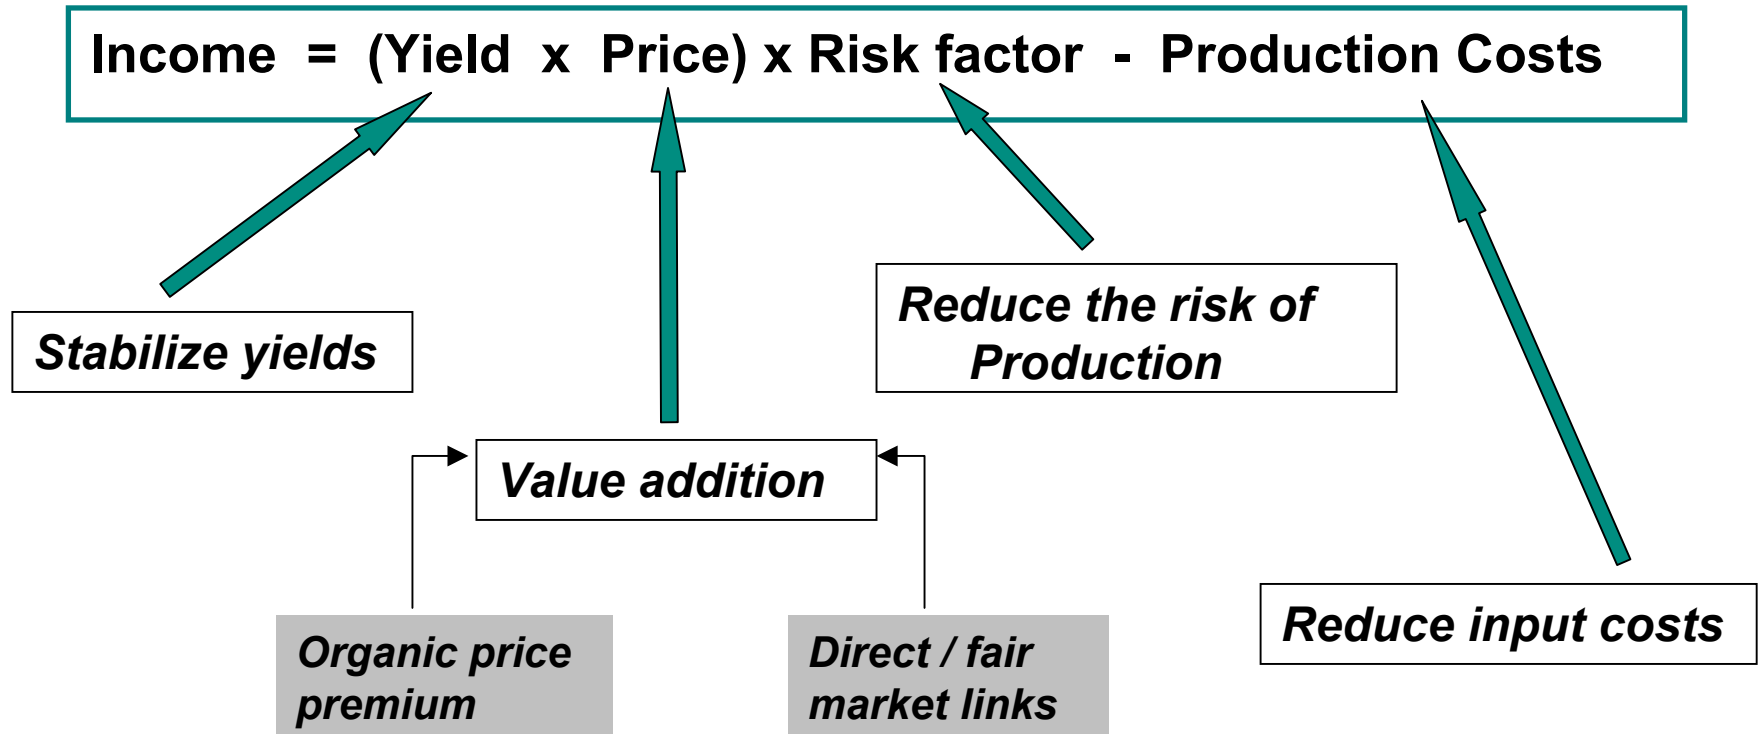 Income = (Yield x Price) x Risk factor - Production Costs
Stabilize yields
Reduce the risk of
Production
Value addition
Reduce input costs
Organic price
premium
Direct / fair
market links